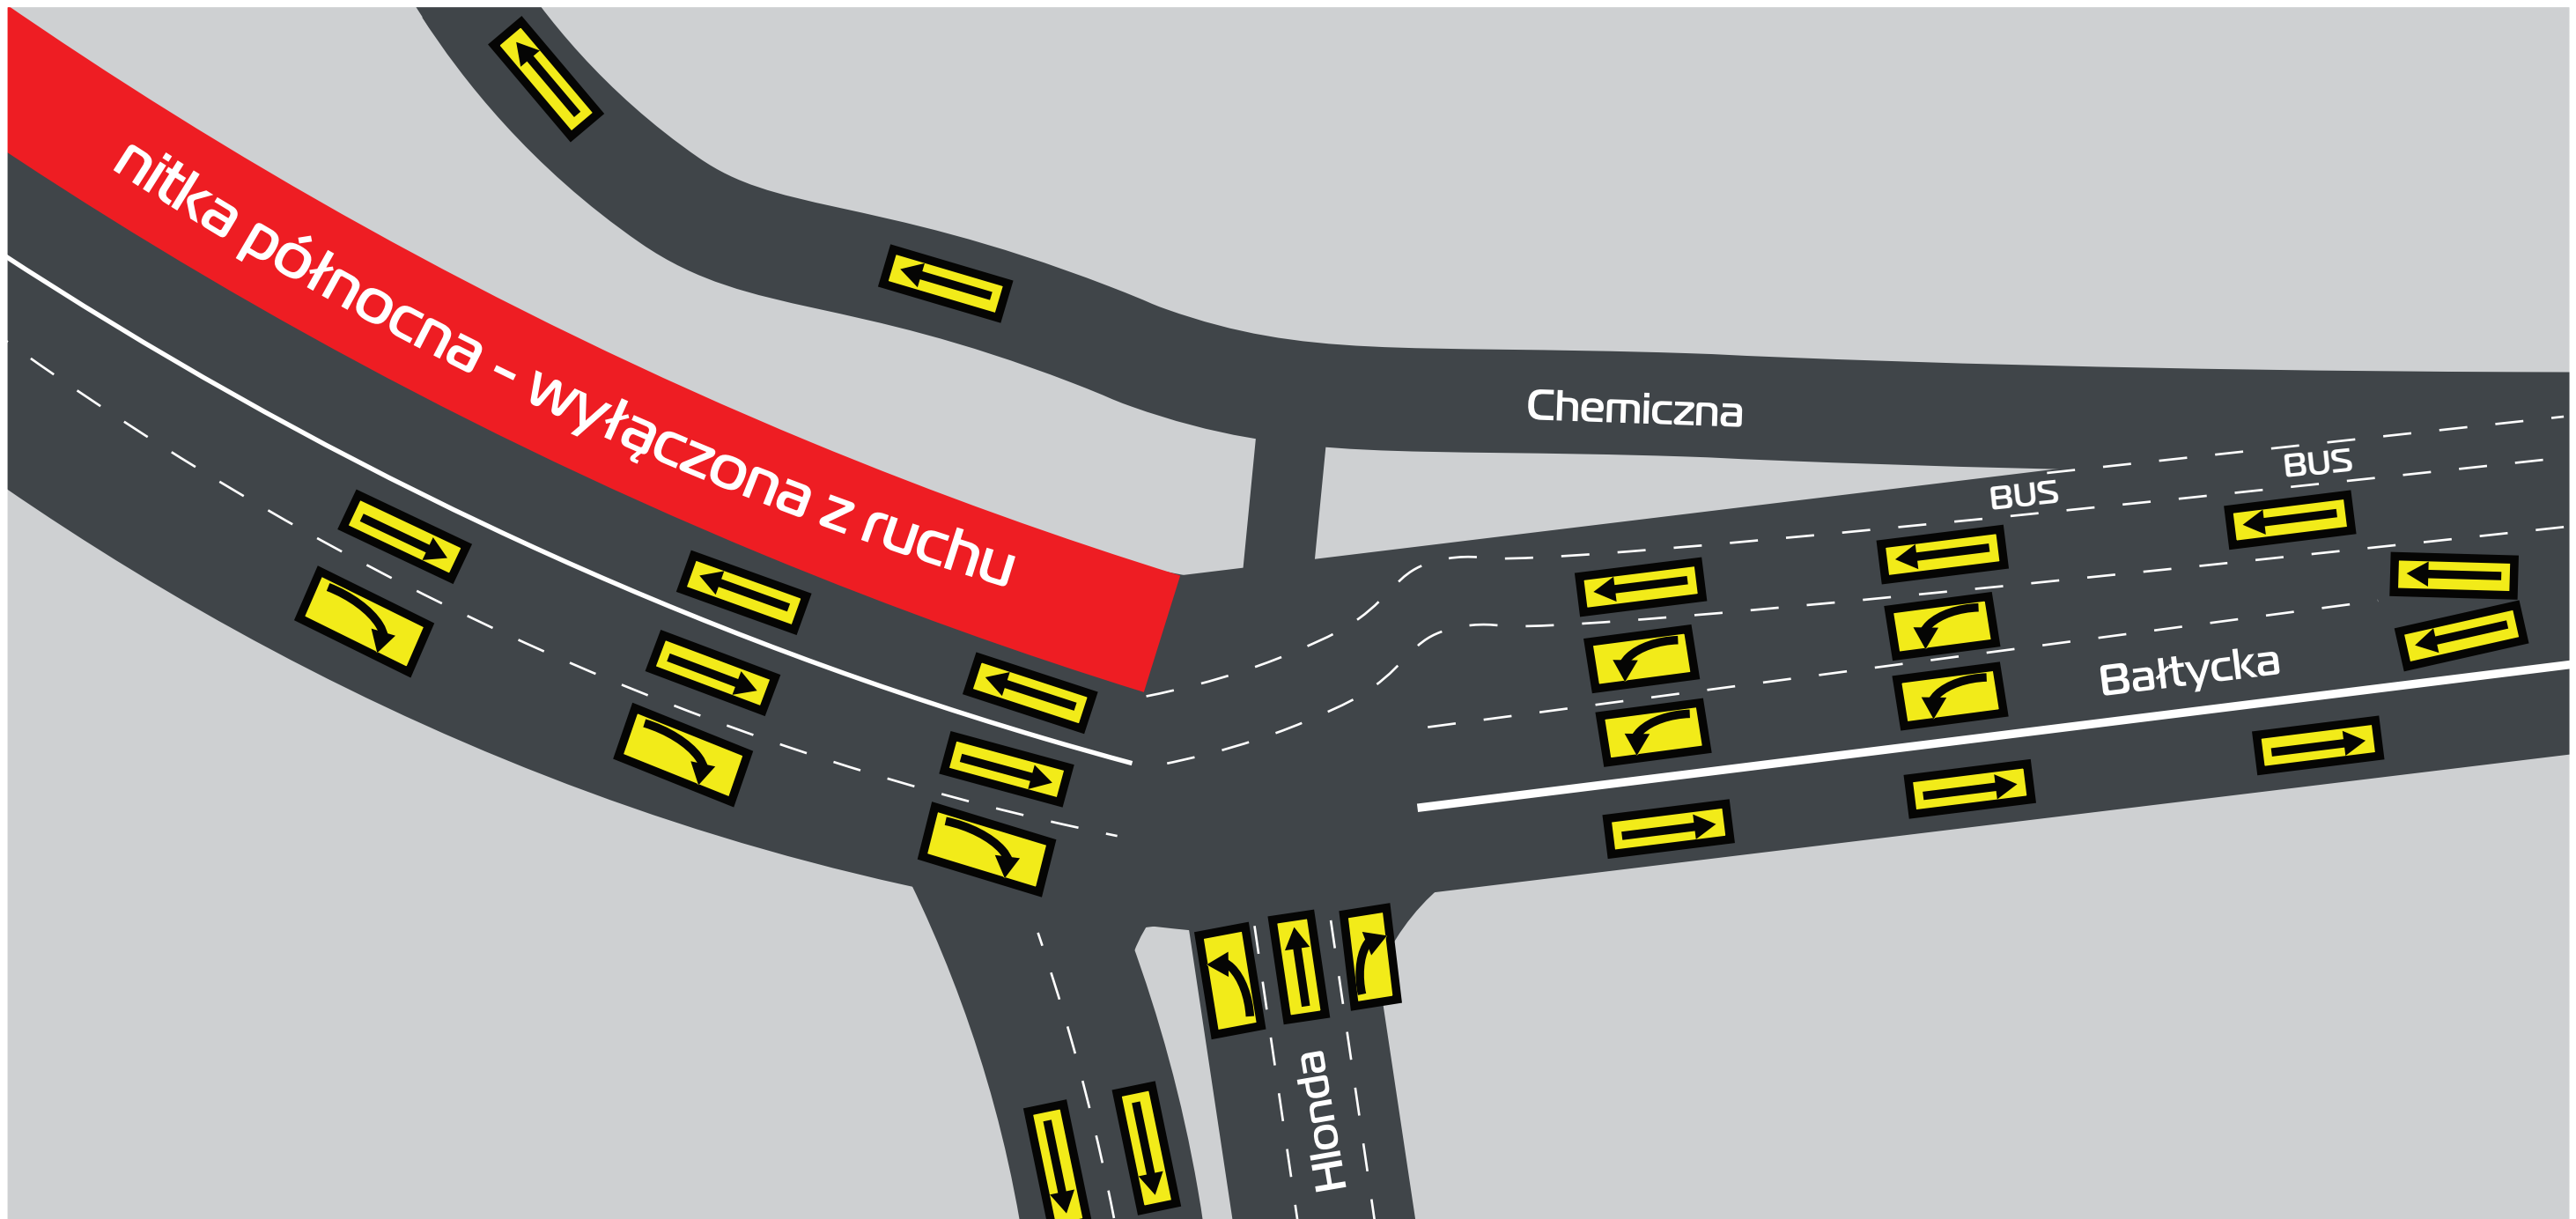 nitka północna - wyłączona z ruchu
Chemiczna
BUS
BUS
Bałtycka
Hlonda